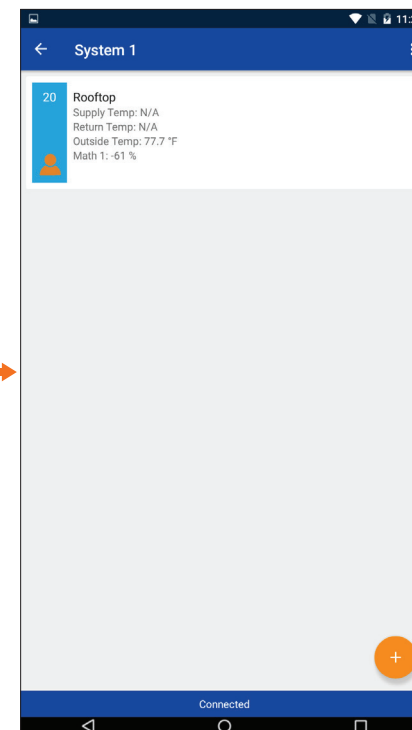 System 1
20
Rooftop
Supply Temp: N/A
Return Temp: N/A
Outside Temp: 77.7 °F
Math 1: -61 %
+
Connected